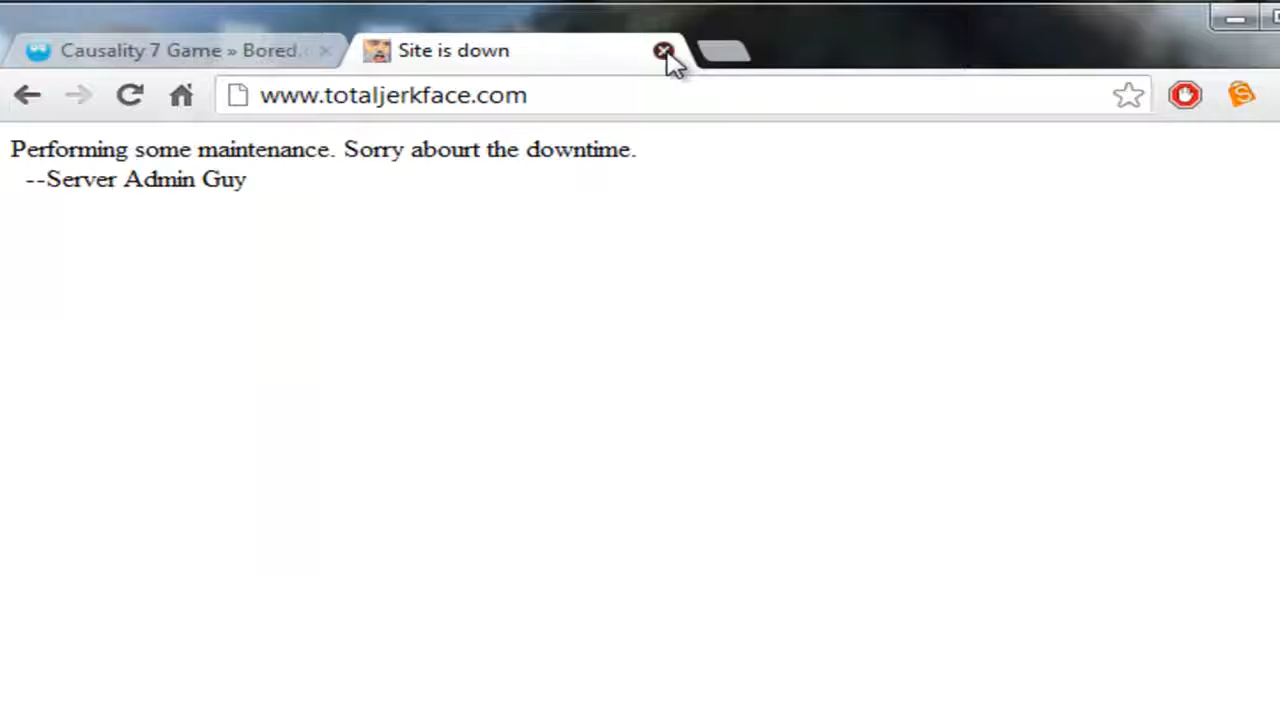 Causality 7 Game » Bored.
Site is down
www.totaljerkface.com
Performing some maintenance. Sorry abourt the downtime.
--Server Admin Guy